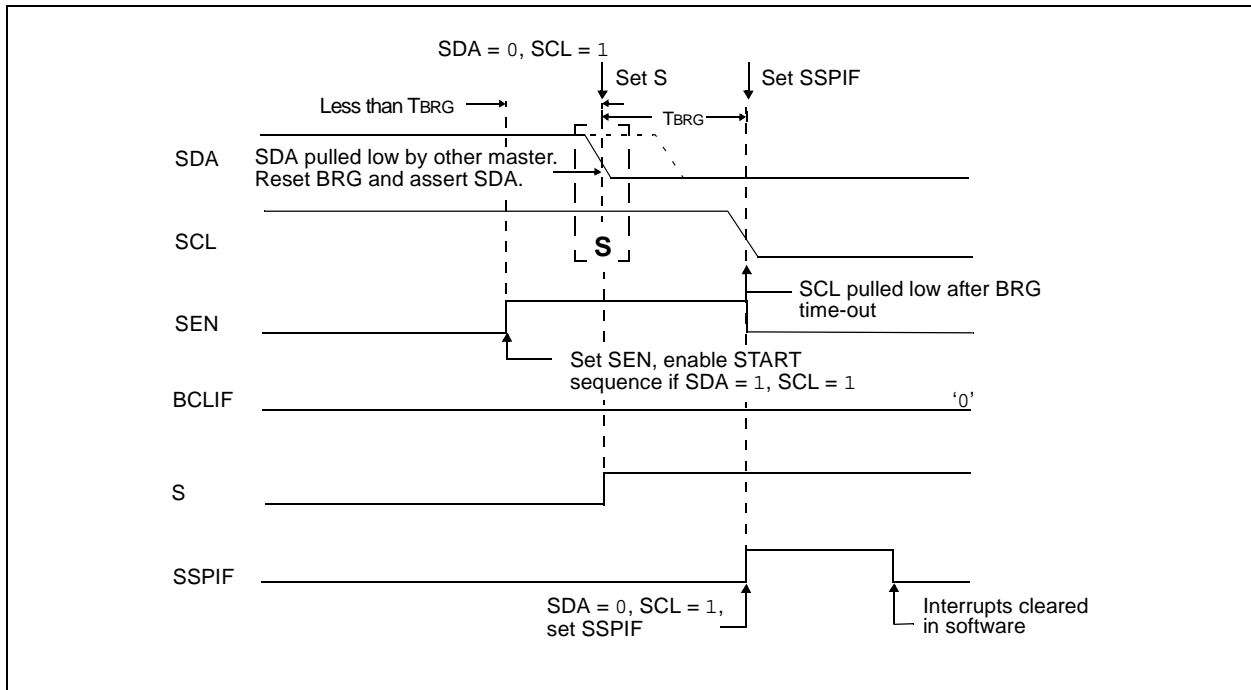 SDA = 0, SCL = 1
Set S
Set SSPIF
Less than TBRG
TBRG
SDA
SDA pulled low by other master.
Reset BRG and assert SDA.
SCL
S
SCL pulled low after BRG
time-out
SEN
Set SEN, enable START
sequence if SDA = 1, SCL = 1
BCLIF
‘0’
S
SSPIF
SDA = 0, SCL = 1,
set SSPIF
Interrupts cleared
in software